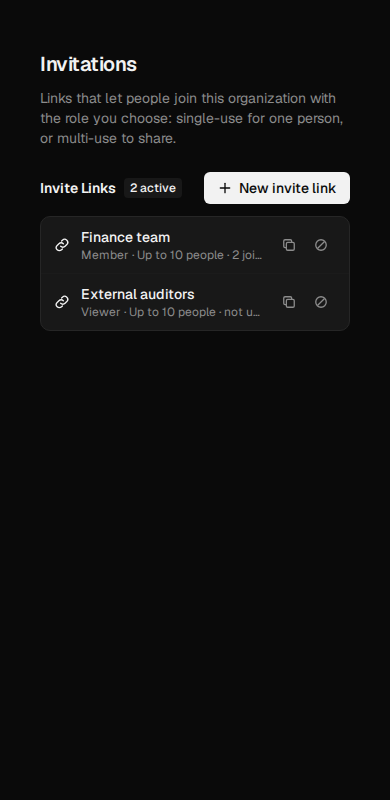 Invitations
Links that let people join this organization with
the role you choose: single-use for one person,
or multi-use to share.
Invite Links
2 active
New invite link
Finance team
Member · Up to 10 people · 2 joi...
External auditors
Viewer · Up to 10 people · not u...